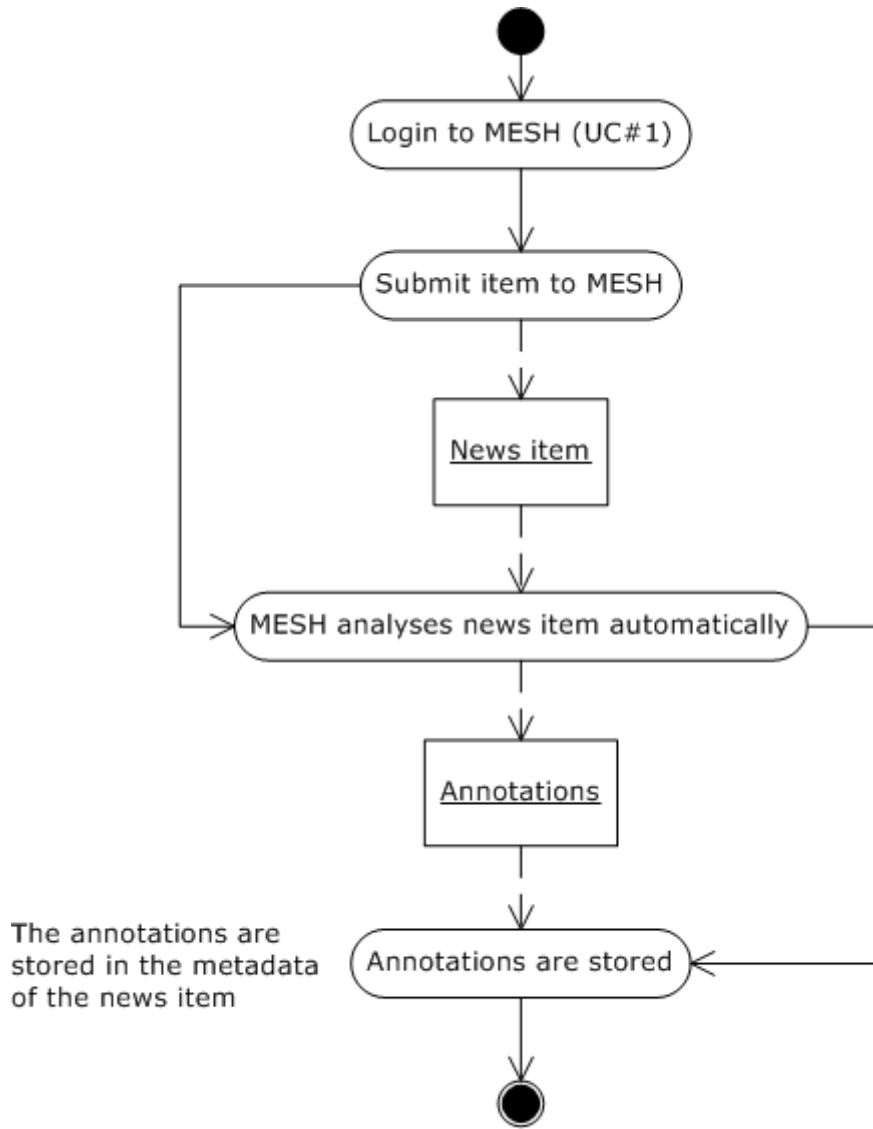 Login to MESH (UC#1)
Submit item to MESH
News item
MESH analyses news item automatically
Annotations
The annotations are
stored in the metadata
of the news item
Annotations are stored